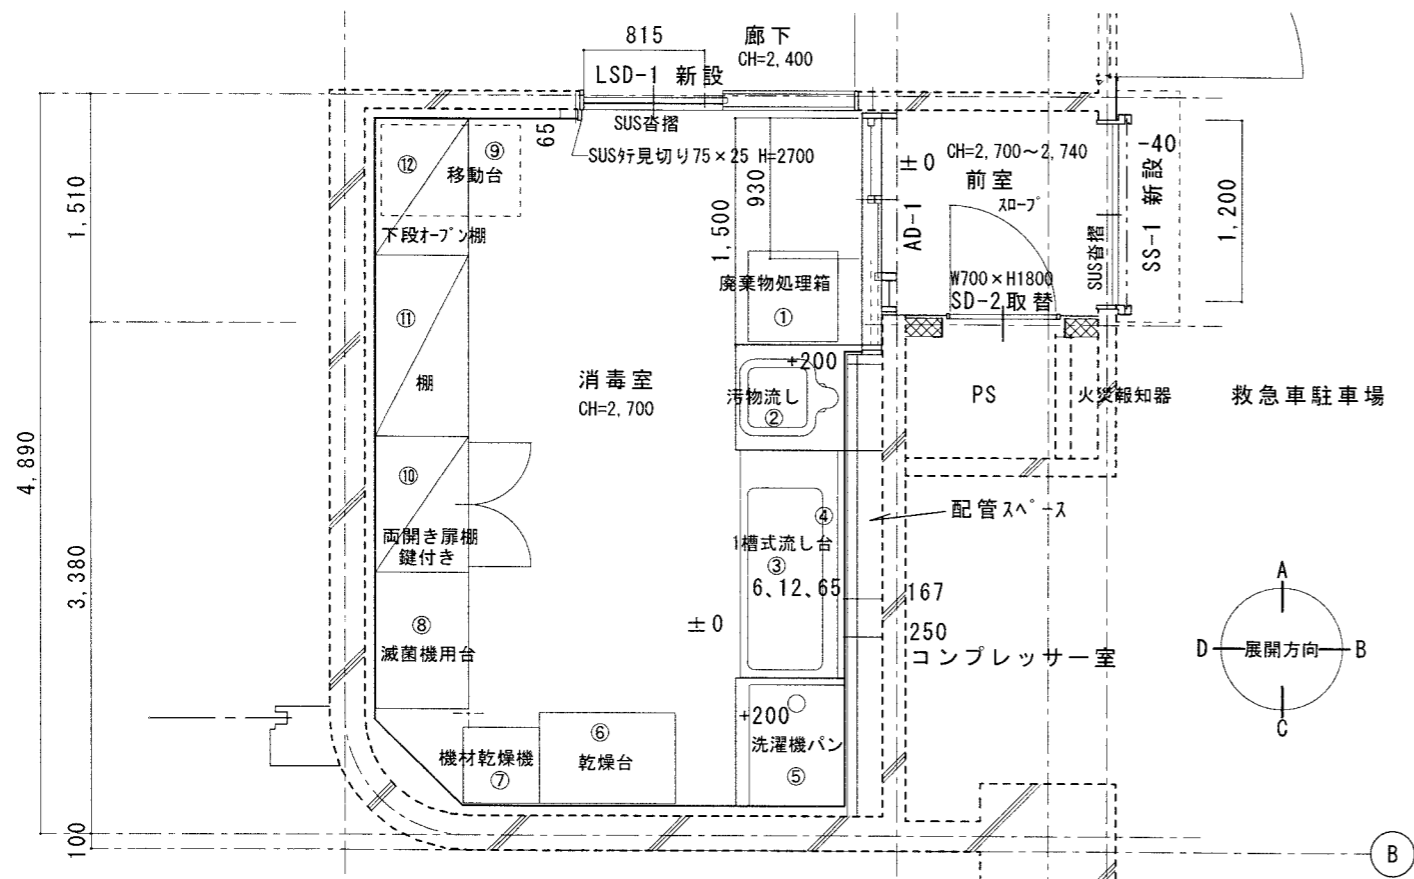 815
廊下
CH=2,400
LSD-1 新設
SUS沓摺
65
SUSタテ見切り75×25 H=2700
⑫
⑨
移動台
下段オープン棚
1,510
930
1,500
±0
CH=2,700〜2,740
前室
スロープ
AD-1
-40
SS-1 新設
SUS沓摺
1,200
廃棄物処理箱
①
W700×H1800
SD-2取替
⑪
棚
消毒室
CH=2,700
+200
汚物流し
②
PS
火災報知器
救急車駐車場
4,890
⑩
両開き扉棚
鍵付き
④
1槽式流し台
③
6,12,65
配管スペース
167
250
コンプレッサー室
3,380
±0
⑧
滅菌機用台
A
D
展開方向
B
C
+200
洗濯機パン
⑤
⑥
乾燥台
機材乾燥機
⑦
100
B